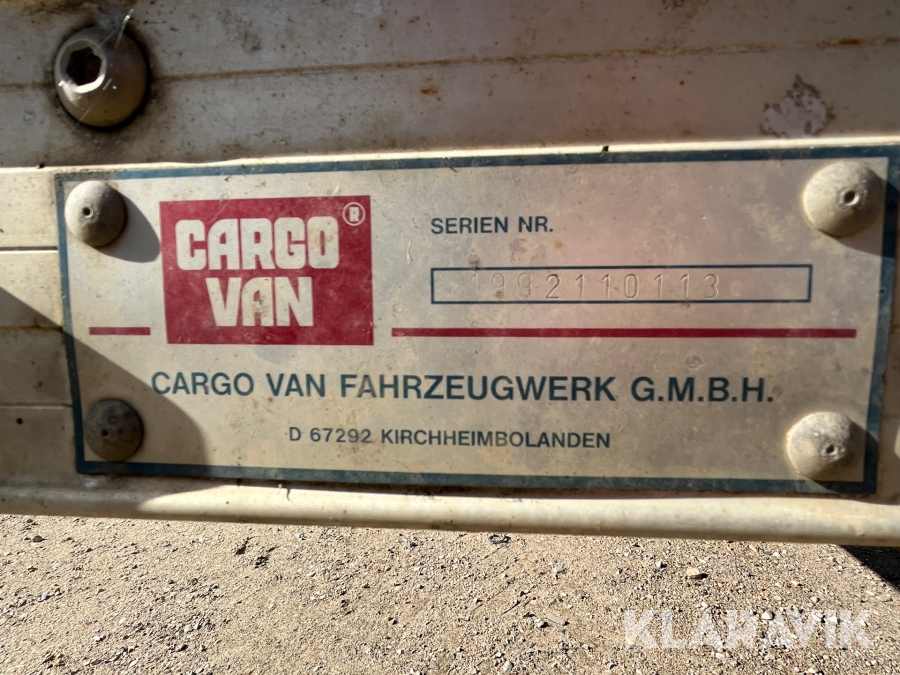 CARGO®
VAN
SERIEN NR.
1992110113
CARGO VAN FAHRZEUGWERK G.M.B.H.
D 67292 KIRCHHEIMBOLANDEN
KLARAVIK